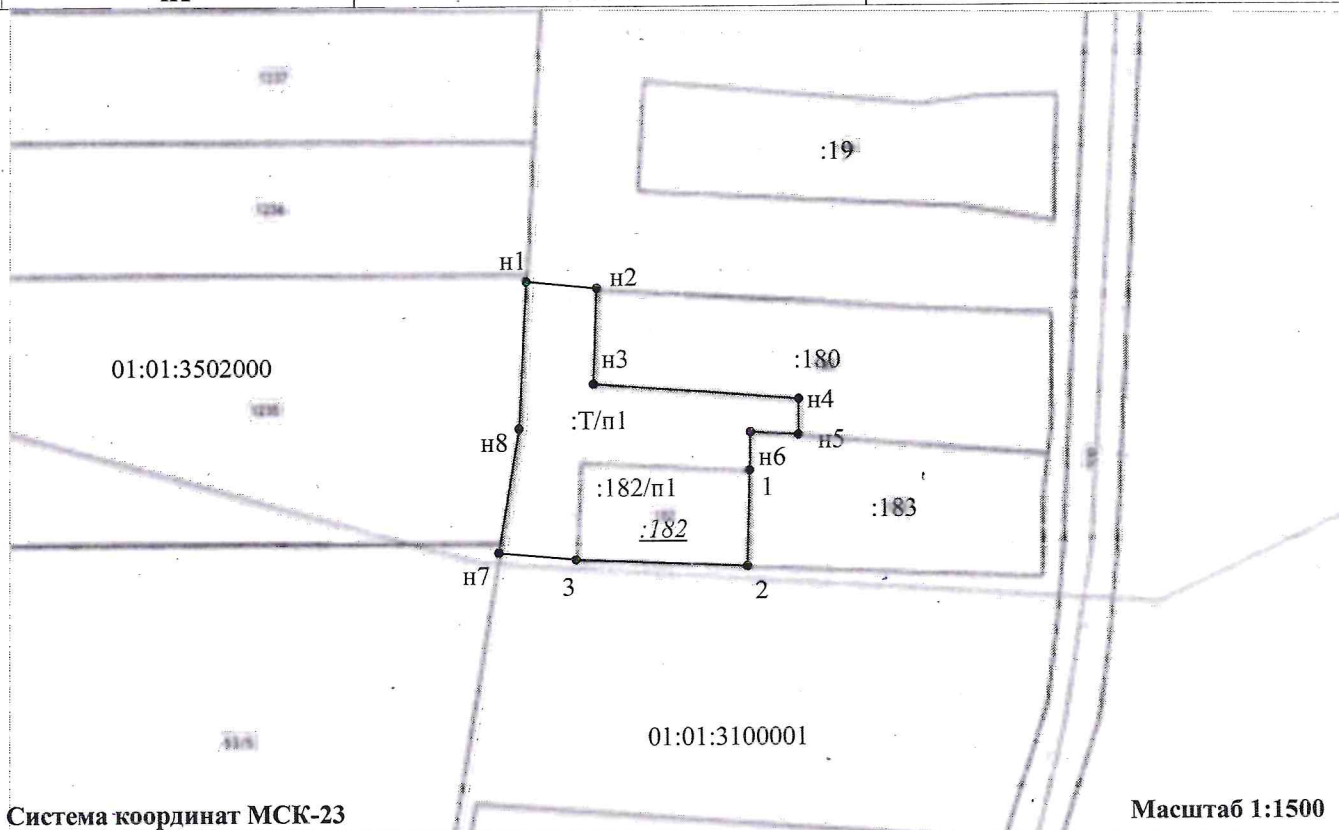 :19
н1
н2
01:01:3502000
н3
:180
н4
:Т/п1
н8
н5
н6
:182/п1
1
:183
:182
н7
3
2
01:01:3100001
Система координат МСК-23
Масштаб 1:1500